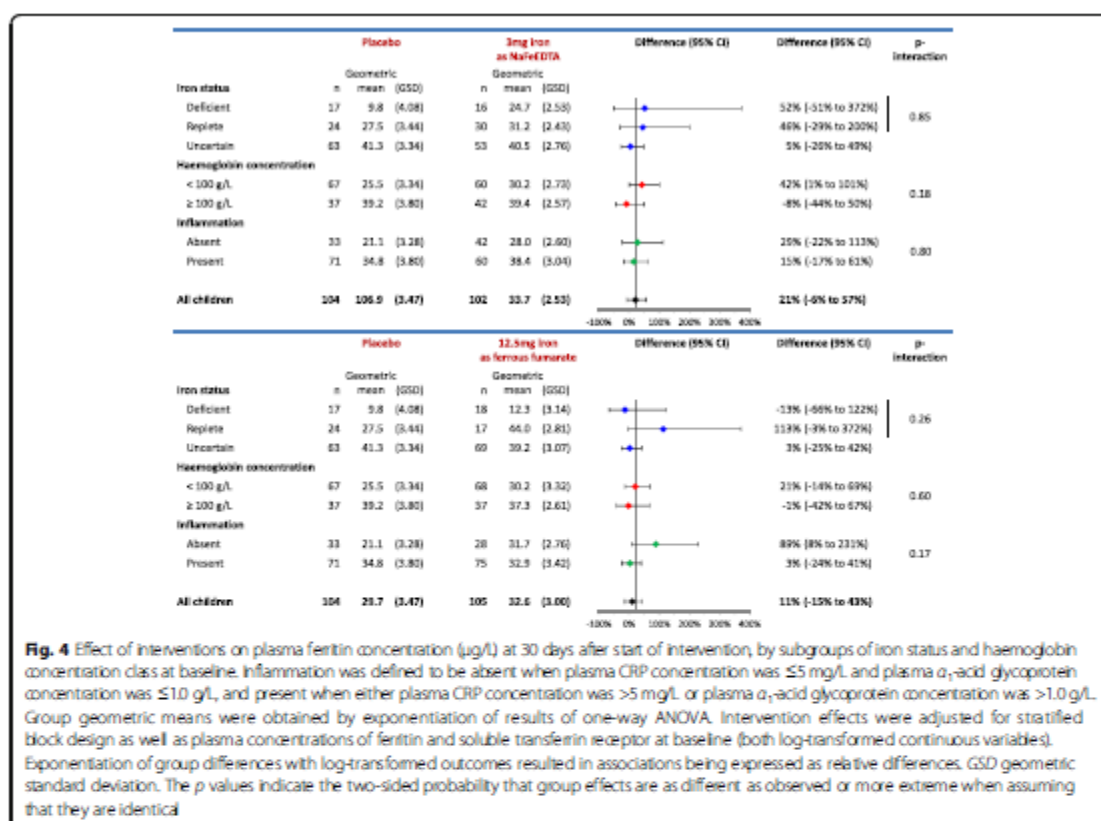 Placebo 3mg iron Difference (95% CI) Difference (95% CI) p-
as NaFeEDTA interaction
Geometric Geometric
Iron status n mean (GSD) n mean (GSD)
Deficient 17 9.8 (4.08) 16 24.7 (2.53) 52% (-51% to 372%)
0.85
Replete 24 27.5 (3.44) 30 31.2 (2.43) 46% (-29% to 200%)
Uncertain 63 41.3 (3.34) 53 40.5 (2.76) 5% (-26% to 49%)
Haemoglobin concentration
< 100 g/L 67 25.5 (3.34) 60 30.2 (2.73) 42% (1% to 101%)
0.18
≥ 100 g/L 37 39.2 (3.80) 42 39.4 (2.57) -8% (-44% to 50%)
Inflammation
Absent 33 21.1 (3.28) 42 28.0 (2.60) 29% (-22% to 113%)
0.80
Present 71 34.8 (3.80) 60 38.4 (3.04) 15% (-17% to 61%)
All children 104 106.9 (3.47) 102 33.7 (2.53) 21% (-6% to 57%)
-100% 0% 100% 200% 300% 400%
Placebo 12.5mg iron Difference (95% CI) Difference (95% CI) p-
as ferrous fumarate interaction
Geometric Geometric
Iron status n mean (GSD) n mean (GSD)
Deficient 17 9.8 (4.08) 18 12.3 (3.14) -13% (-66% to 122%)
0.26
Replete 24 27.5 (3.44) 17 44.0 (2.81) 113% (-3% to 372%)
Uncertain 63 41.3 (3.34) 69 39.2 (3.07) 3% (-25% to 42%)
Haemoglobin concentration
< 100 g/L 67 25.5 (3.34) 68 30.2 (3.32) 21% (-14% to 69%)
0.60
≥ 100 g/L 37 39.2 (3.80) 37 37.3 (2.61) -1% (-42% to 67%)
Inflammation
Absent 33 21.1 (3.28) 28 31.7 (2.76) 89% (8% to 231%)
0.17
Present 71 34.8 (3.80) 75 32.9 (3.42) 3% (-24% to 41%)
All children 104 29.7 (3.47) 105 32.6 (3.00) 11% (-15% to 43%)
-100% 0% 100% 200% 300% 400%
Fig. 4 Effect of interventions on plasma ferritin concentration (μg/L) at 30 days after start of intervention, by subgroups of iron status and haemoglobin
concentration class at baseline. Inflammation was defined to be absent when plasma CRP concentration was ≤5 mg/L and plasma α₁-acid glycoprotein
concentration was ≤1.0 g/L, and present when either plasma CRP concentration was >5 mg/L or plasma α₁-acid glycoprotein concentration was >1.0 g/L.
Group geometric means were obtained by exponentiation of results of one-way ANOVA. Intervention effects were adjusted for stratified
block design as well as plasma concentrations of ferritin and soluble transferrin receptor at baseline (both log-transformed continuous variables).
Exponentiation of group differences with log-transformed outcomes resulted in associations being expressed as relative differences. GSD geometric
standard deviation. The p values indicate the two-sided probability that group effects are as different as observed or more extreme when assuming
that they are identical